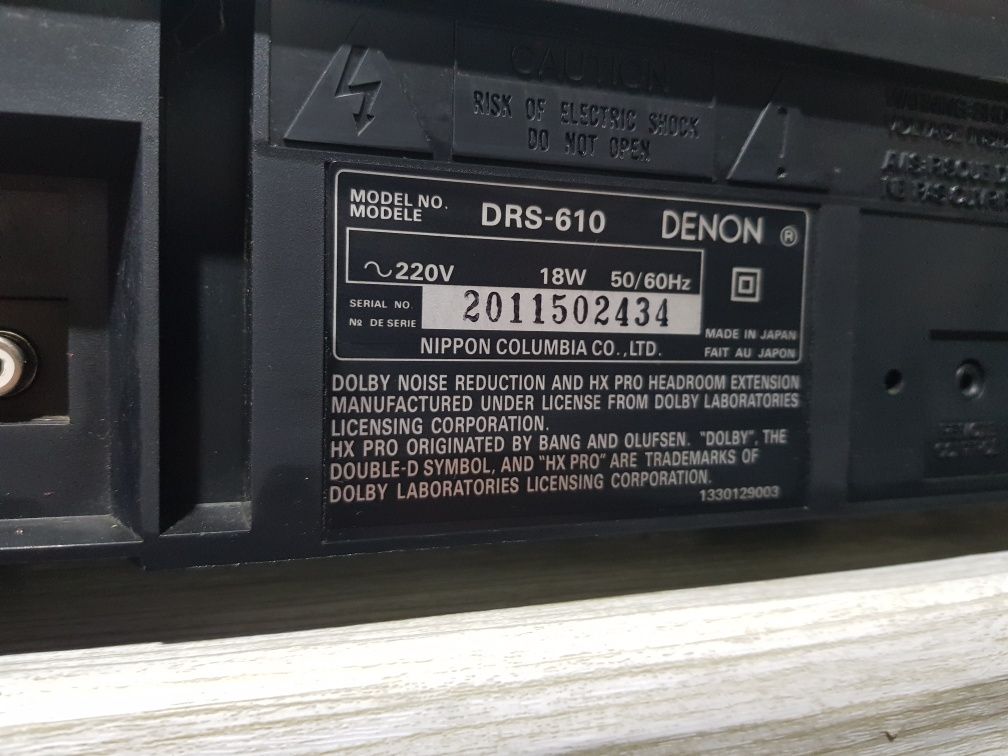 CAUTION
RISK OF ELECTRIC SHOCK
DO NOT OPEN
MODEL NO.
MODELE
DRS-610
DENON ®
~220V 18W 50/60Hz
SERIAL NO.
Nº DE SERIE
2011502434
NIPPON COLUMBIA CO.,LTD.
MADE IN JAPAN
FAIT AU JAPON
DOLBY NOISE REDUCTION AND HX PRO HEADROOM EXTENSION
MANUFACTURED UNDER LICENSE FROM DOLBY LABORATORIES
LICENSING CORPORATION.
HX PRO ORIGINATED BY BANG AND OLUFSEN. "DOLBY", THE
DOUBLE-D SYMBOL, AND "HX PRO" ARE TRADEMARKS OF
DOLBY LABORATORIES LICENSING CORPORATION.
1330129003